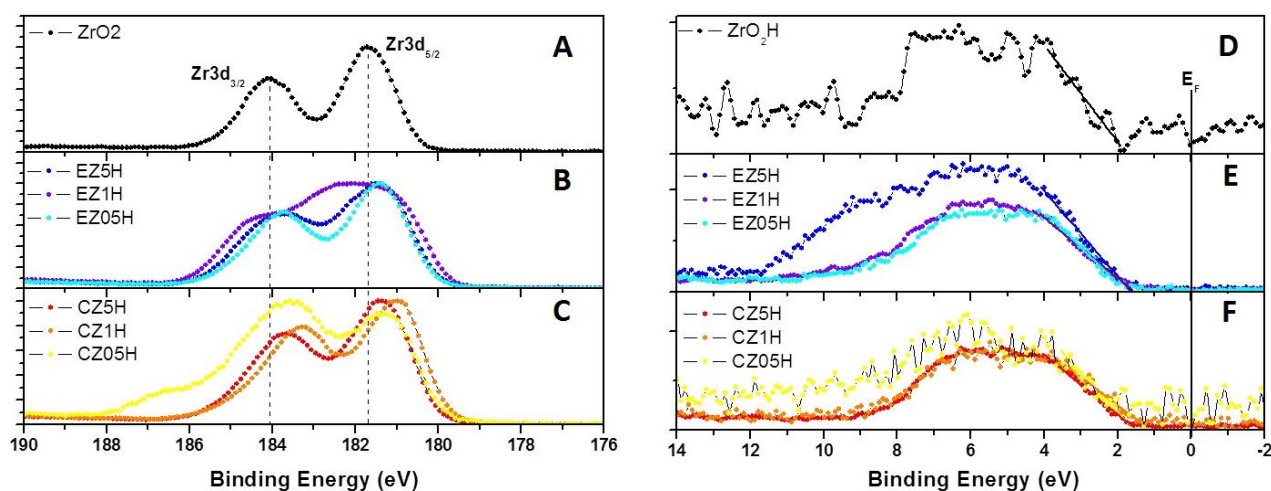 — — ZrO2
A
Zr3d5/2
Zr3d3/2
— — EZ5H
— — EZ1H
— — EZ05H
B
— — CZ5H
— — CZ1H
— — CZ05H
C
190 188 186 184 182 180 178 176
Binding Energy (eV)
— — ZrO2H
D
EF
— — EZ5H
— — EZ1H
— — EZ05H
E
— — CZ5H
— — CZ1H
— — CZ05H
F
14 12 10 8 6 4 2 0 -2
Binding Energy (eV)